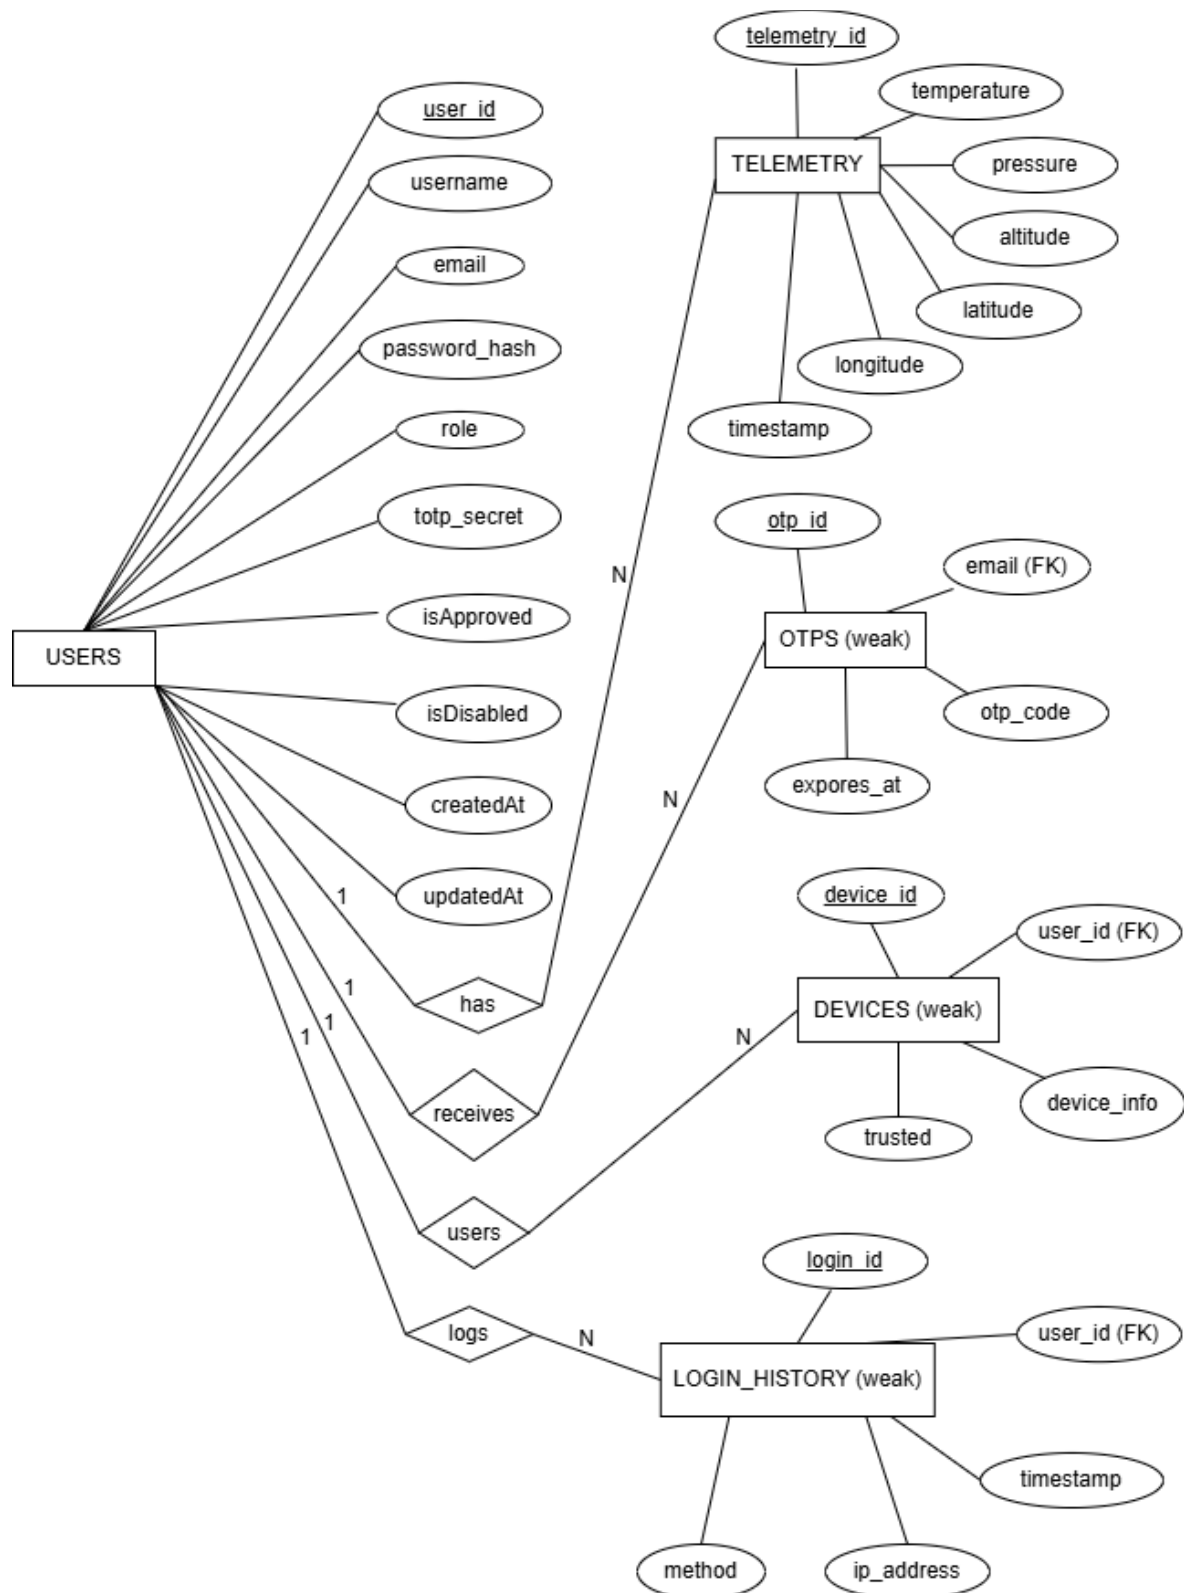 telemetry_id
temperature
user_id
TELEMETRY
pressure
username
altitude
email
latitude
password_hash
longitude
role
timestamp
totp_secret
otp_id
N
email (FK)
isApproved
OTPS (weak)
USERS
isDisabled
otp_code
expores_at
createdAt
N
device_id
updatedAt
1
user_id (FK)
has
DEVICES (weak)
1
1
1
N
receives
device_info
trusted
users
login_id
logs
N
user_id (FK)
LOGIN_HISTORY (weak)
timestamp
method
ip_address